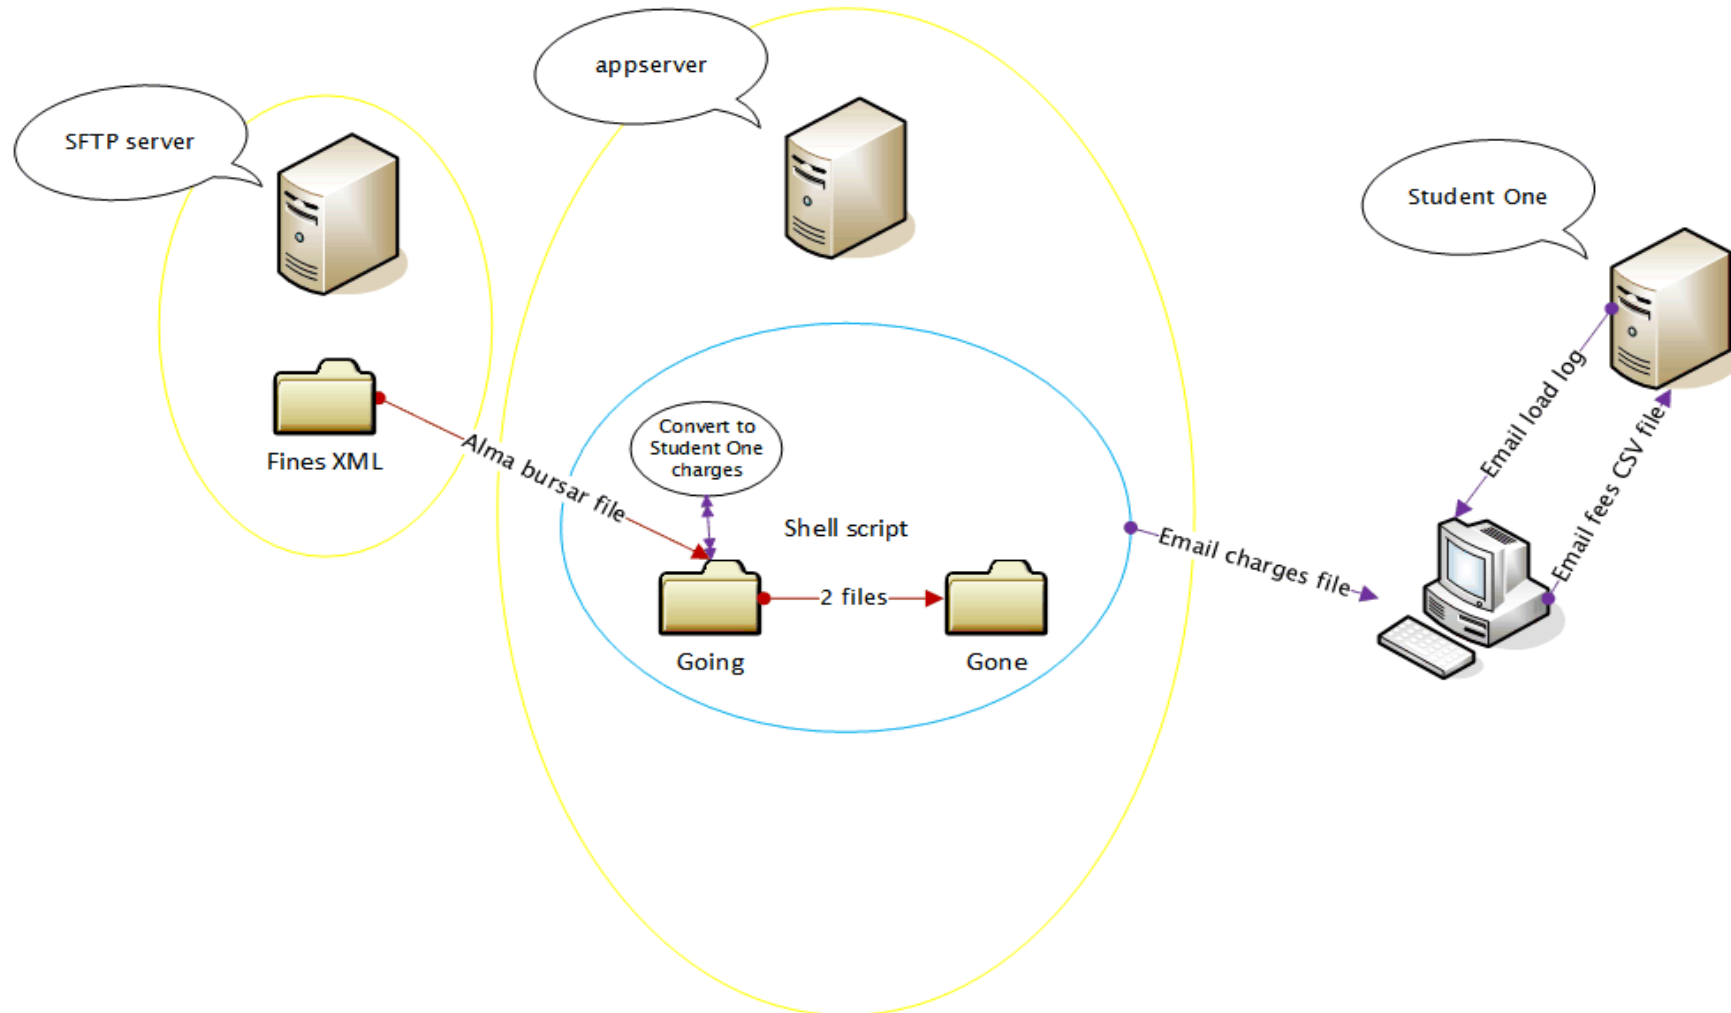 appserver
SFTP server
Student One
Fines XML
Alma bursar file
Convert to
Student One
charges
Shell script
2 files
Going
Gone
Email charges file
Email load log
Email fees CSV file